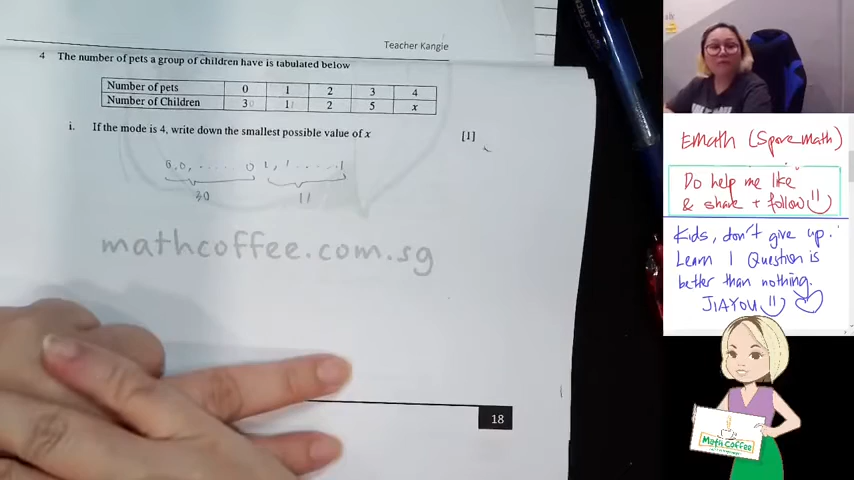 Teacher Kangle
4 The number of pets a group of children have is tabulated below
Number of pets 0 1 2 3 4
Number of Children 30 11 2 5 x
i. If the mode is 4, write down the smallest possible value of x [1]
0,0, ..... 0 1, 1 ..... 1
30 11
mathcoffee.com.sg
18
EMath (Spore math)
Do help me like
& share + follow
Kids, don't give up.
Learn 1 Question is
better than nothing.
JIAYOU
Math Coffee